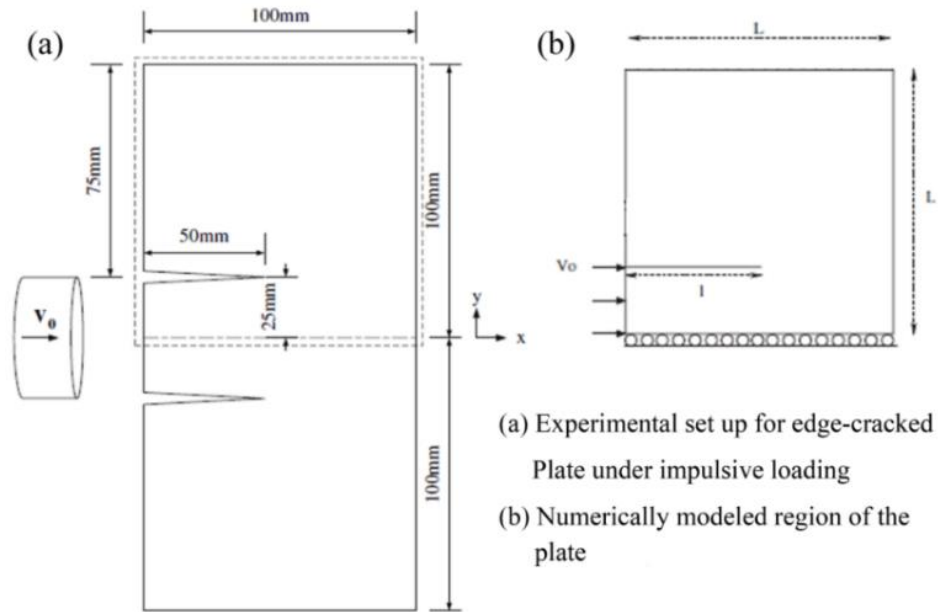 (a)
100mm
75mm
50mm
25mm
100mm
V₀
y
x
100mm
(b)
L
L
Vo
l
(a) Experimental set up for edge-cracked
Plate under impulsive loading
(b) Numerically modeled region of the
plate